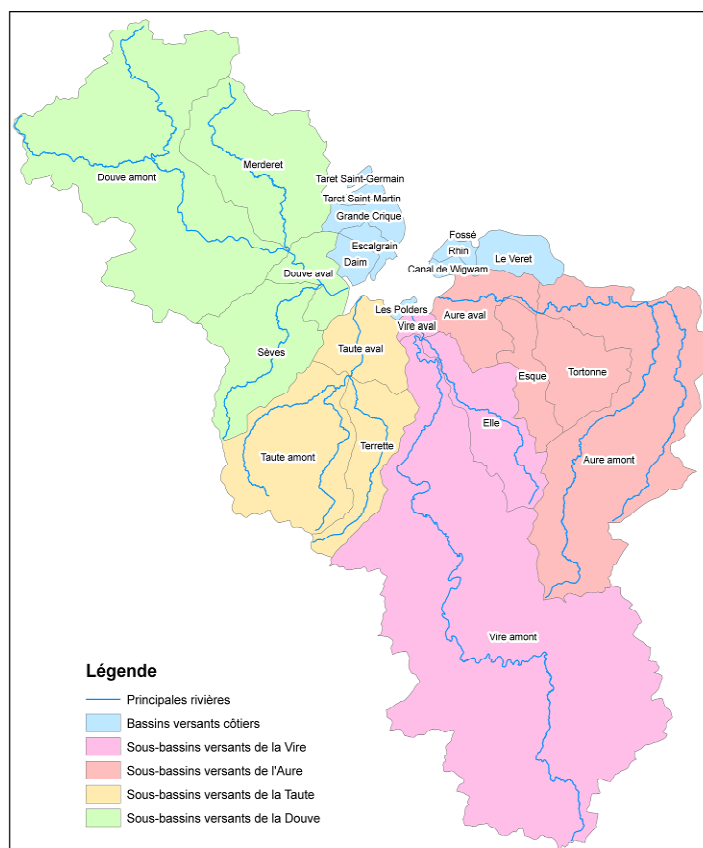 Merderet
Douve amont
Taret Saint-Germain
Taret Saint-Martin
Grande Crique
Escalgrain
Daim
Fossé
Rhin
Le Veret
Canal de Wigwam
Douve aval
Les Polders
Aure aval
Vire aval
Taute aval
Sèves
Esque
Tortonne
Elle
Terrette
Taute amont
Aure amont
Vire amont
Légende
Principales rivières
Bassins versants côtiers
Sous-bassins versants de la Vire
Sous-bassins versants de l'Aure
Sous-bassins versants de la Taute
Sous-bassins versants de la Douve